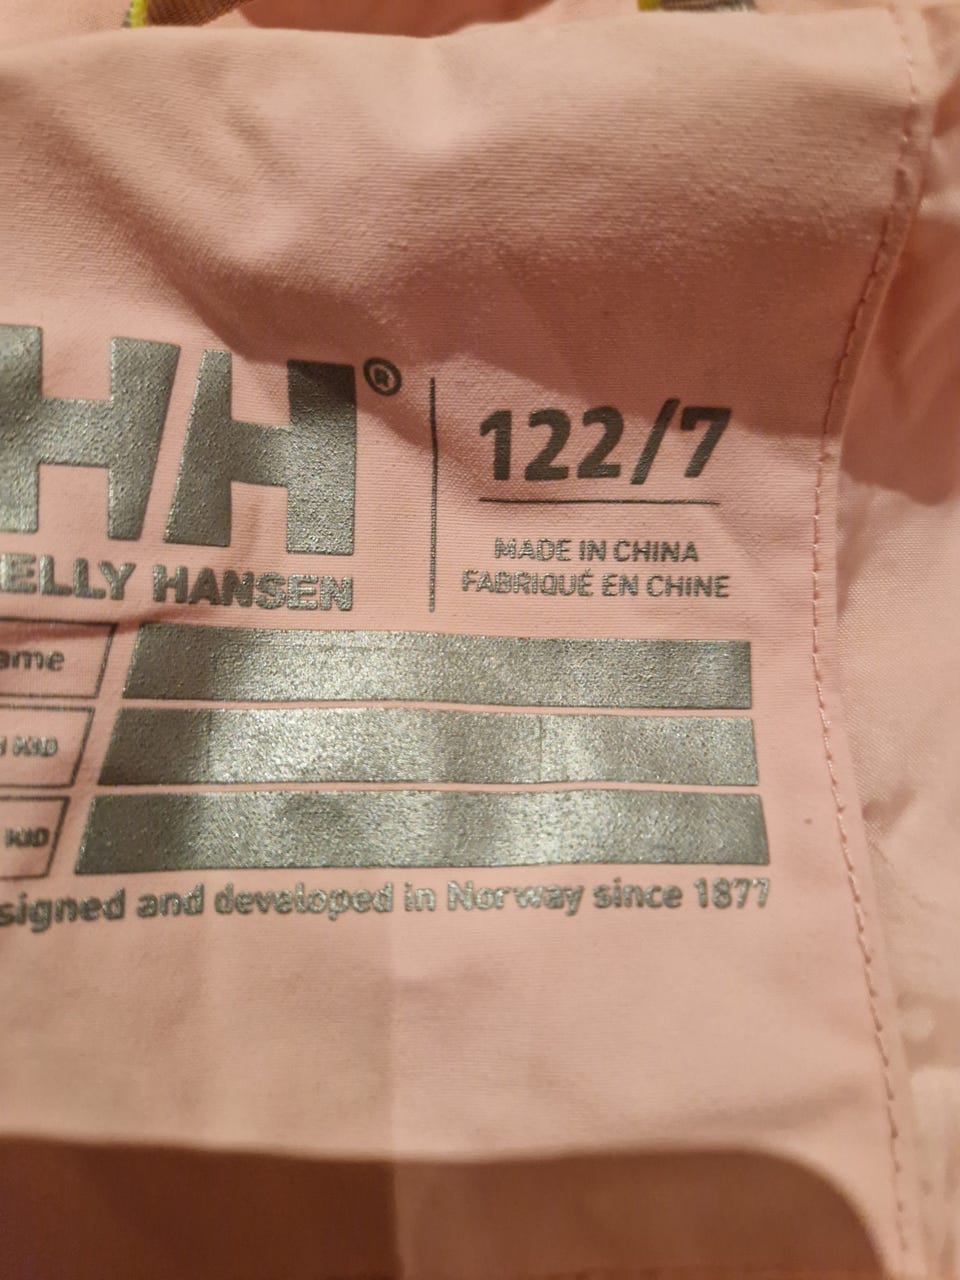 HH®
122/7
MADE IN CHINA
FABRIQUÉ EN CHINE
ELLY HANSEN
ame
KID
KID
signed and developed in Norway since 1877